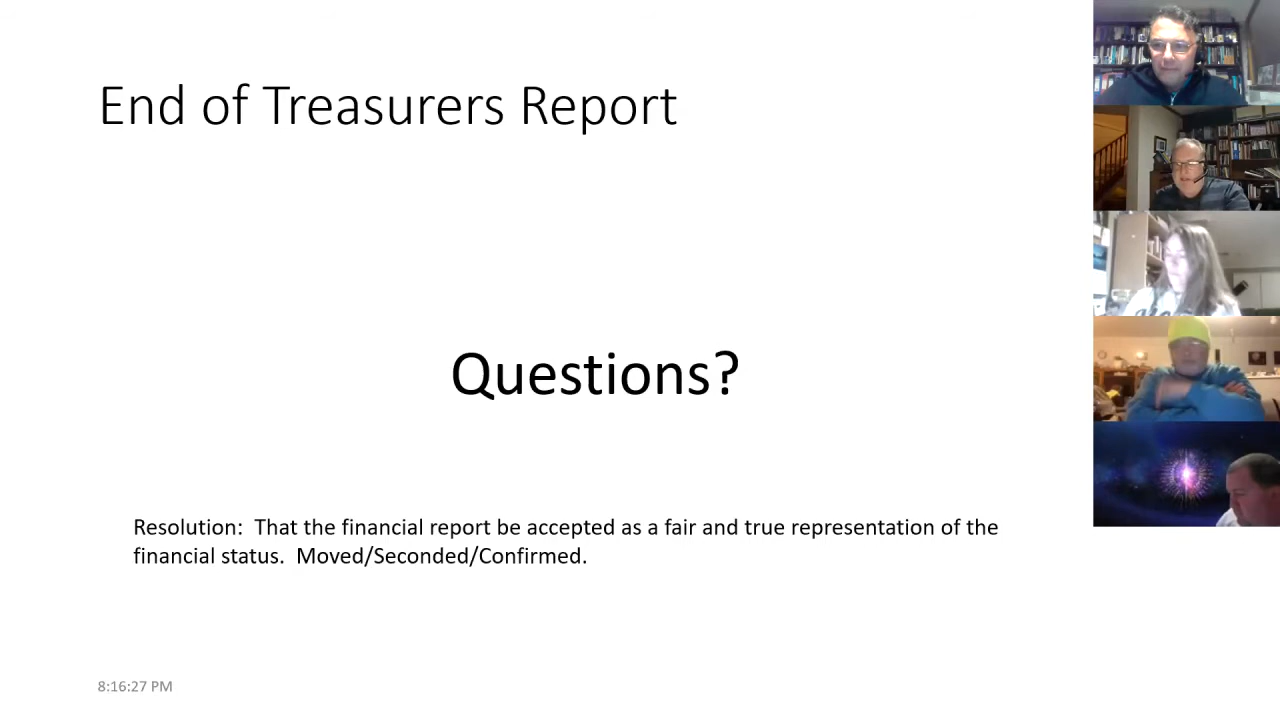 End of Treasurers Report
Questions?
Resolution:  That the financial report be accepted as a fair and true representation of the
financial status.  Moved/Seconded/Confirmed.
8:16:27 PM